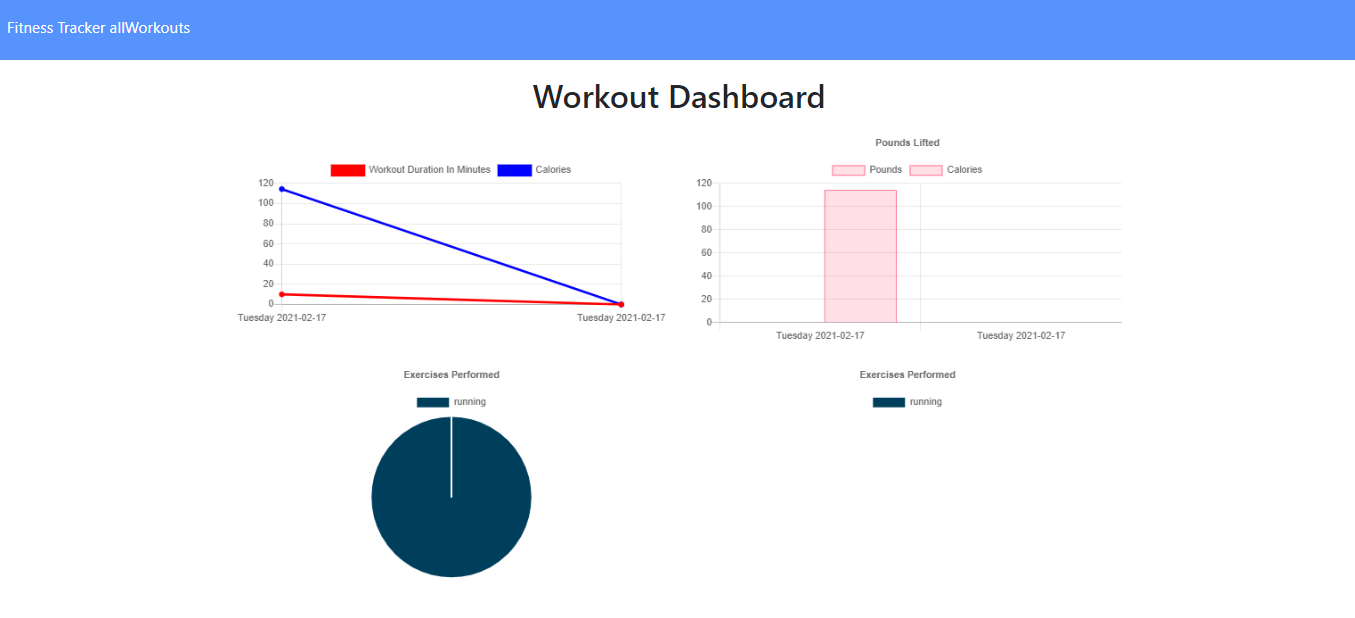 Fitness Tracker allWorkouts
Workout Dashboard
Workout Duration In Minutes Calories
120
100
80
60
40
20
0
Tuesday 2021-02-17 Tuesday 2021-02-17
Pounds Lifted
Pounds Calories
120
100
80
60
40
20
0
Tuesday 2021-02-17 Tuesday 2021-02-17
Exercises Performed
running
Exercises Performed
running